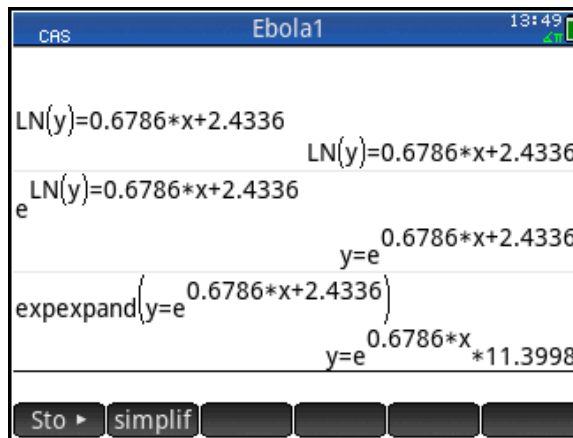 CAS Ebola1 13:49 ∡π
LN(y)=0.6786*x+2.4336
LN(y)=0.6786*x+2.4336
e^LN(y)=0.6786*x+2.4336
y=e^0.6786*x+2.4336
expexpand(y=e^0.6786*x+2.4336)
y=e^0.6786*x*11.3998
Sto ► simplif